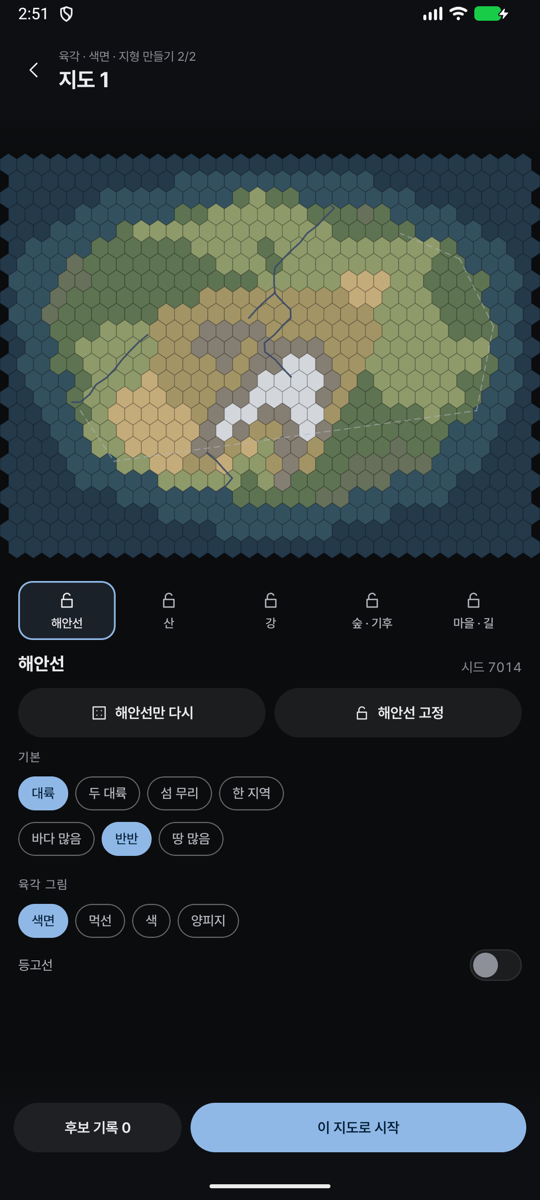 2:51
육각 · 색면 · 지형 만들기 2/2
지도 1
해안선
산
강
숲 · 기후
마을 · 길
해안선
시드 7014
해안선만 다시
해안선 고정
기본
대륙
두 대륙
섬 무리
한 지역
바다 많음
반반
땅 많음
육각 그림
색면
먹선
색
양피지
등고선
후보 기록 0
이 지도로 시작